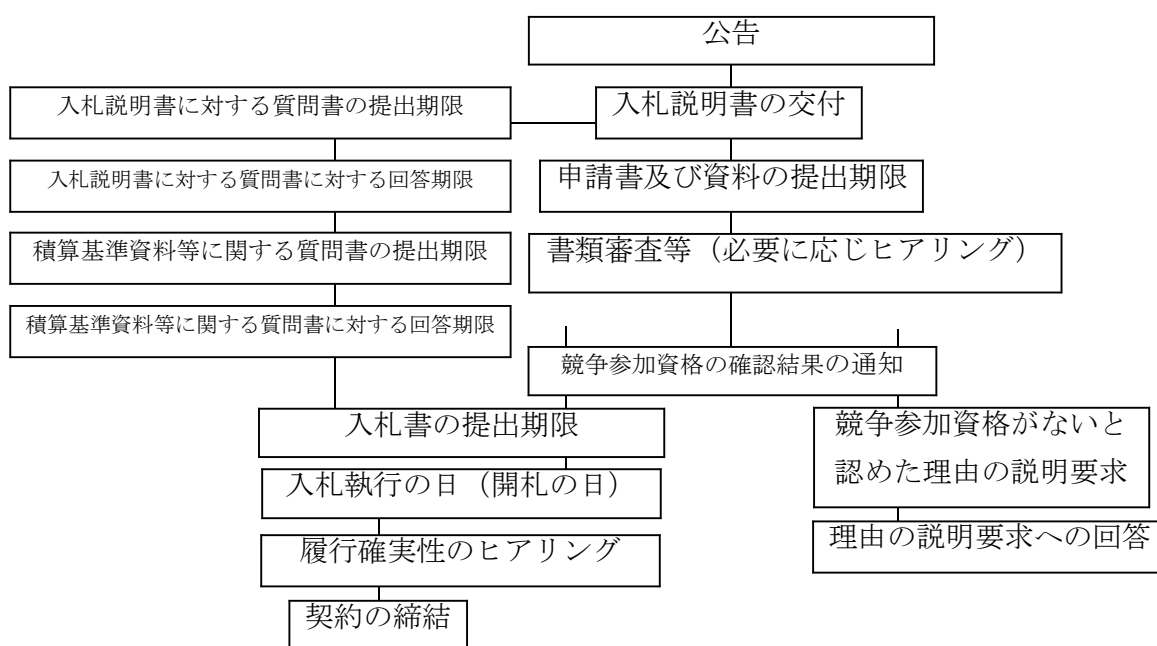 公告
入札説明書に対する質問書の提出期限
入札説明書の交付
入札説明書に対する質問書に対する回答期限
申請書及び資料の提出期限
積算基準資料等に関する質問書の提出期限
書類審査等（必要に応じヒアリング）
積算基準資料等に関する質問書に対する回答期限
競争参加資格の確認結果の通知
入札書の提出期限
競争参加資格がないと
認めた理由の説明要求
入札執行の日（開札の日）
理由の説明要求への回答
履行確実性のヒアリング
契約の締結